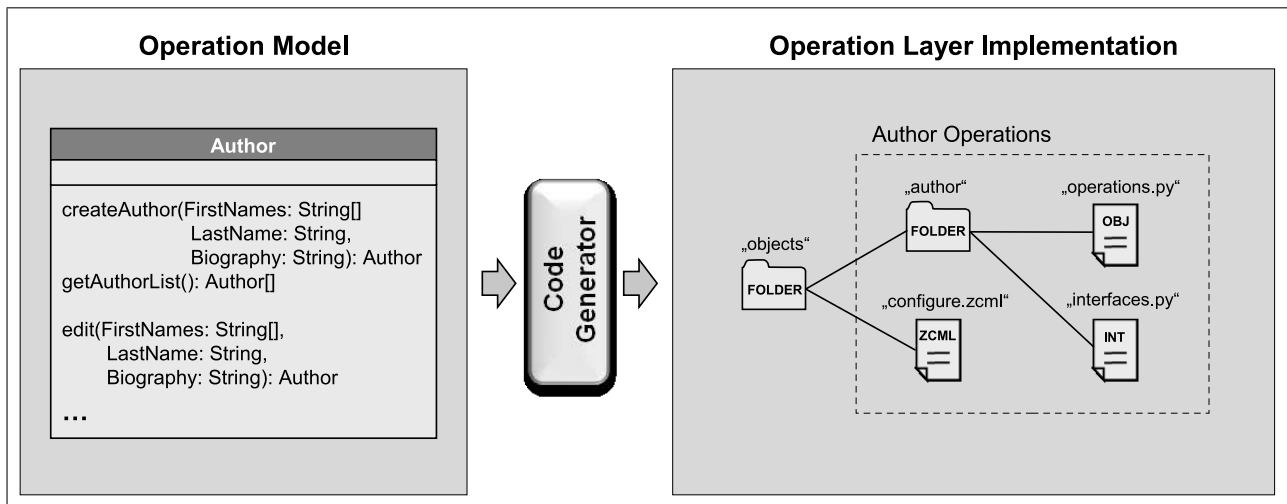 Operation Model
Author
createAuthor(FirstNames: String[]
LastName: String,
Biography: String): Author
getAuthorList(): Author[]
edit(FirstNames: String[],
LastName: String,
Biography: String): Author
...
Code
Generator
Operation Layer Implementation
Author Operations
„author“
„operations.py“
FOLDER
OBJ
„objects“
FOLDER
„configure.zcml“
„interfaces.py“
ZCML
INT